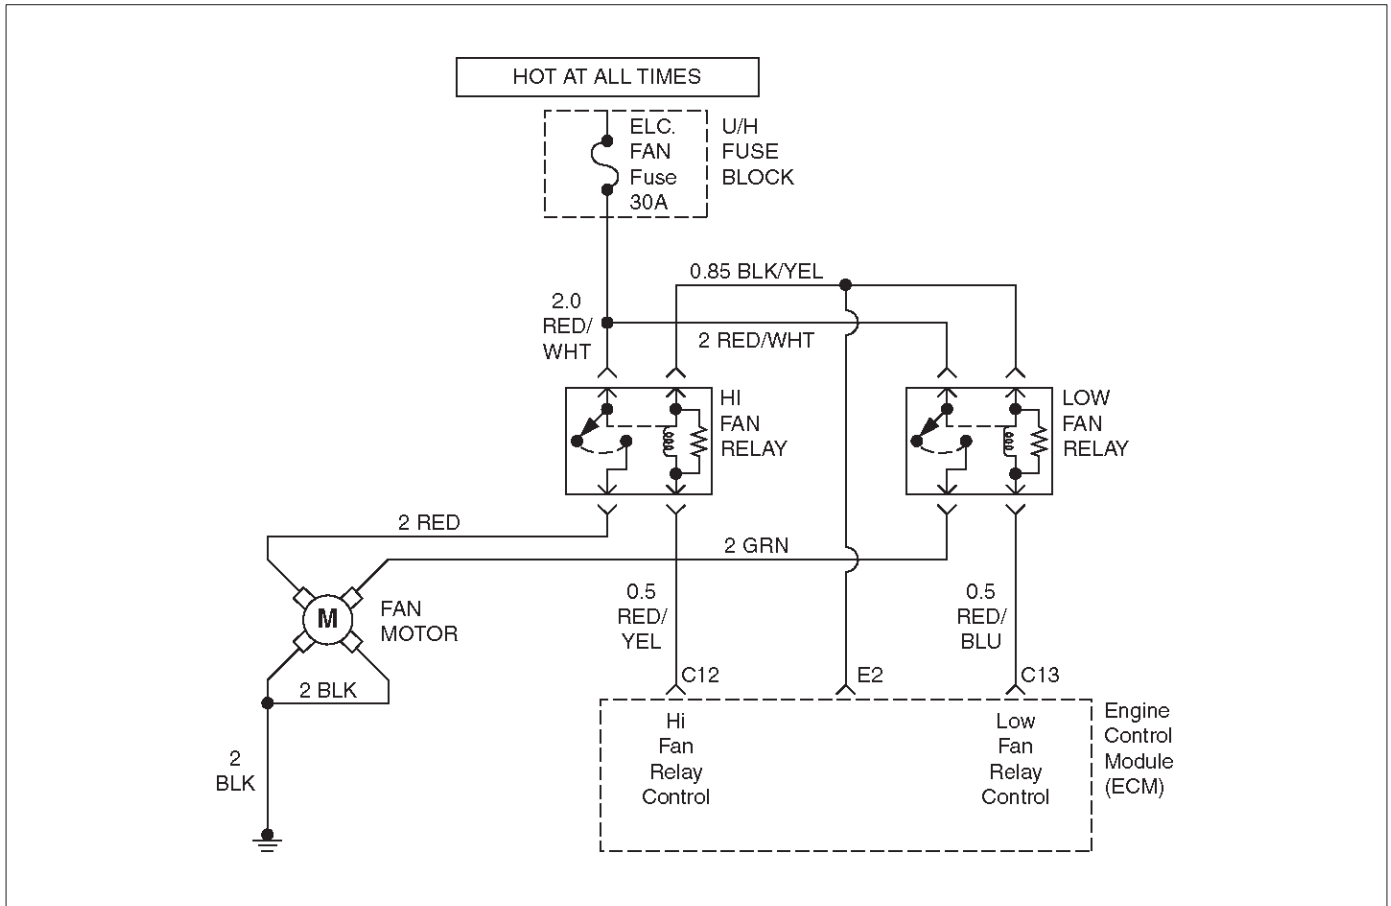 HOT AT ALL TIMES
ELC.
FAN
Fuse
30A
U/H
FUSE
BLOCK
0.85 BLK/YEL
2.0
RED/
WHT
2 RED/WHT
HI
FAN
RELAY
LOW
FAN
RELAY
2 RED
2 GRN
M
FAN
MOTOR
0.5
RED/
YEL
0.5
RED/
BLU
2 BLK
C12
E2
C13
2
BLK
Hi
Fan
Relay
Control
Low
Fan
Relay
Control
Engine
Control
Module
(ECM)